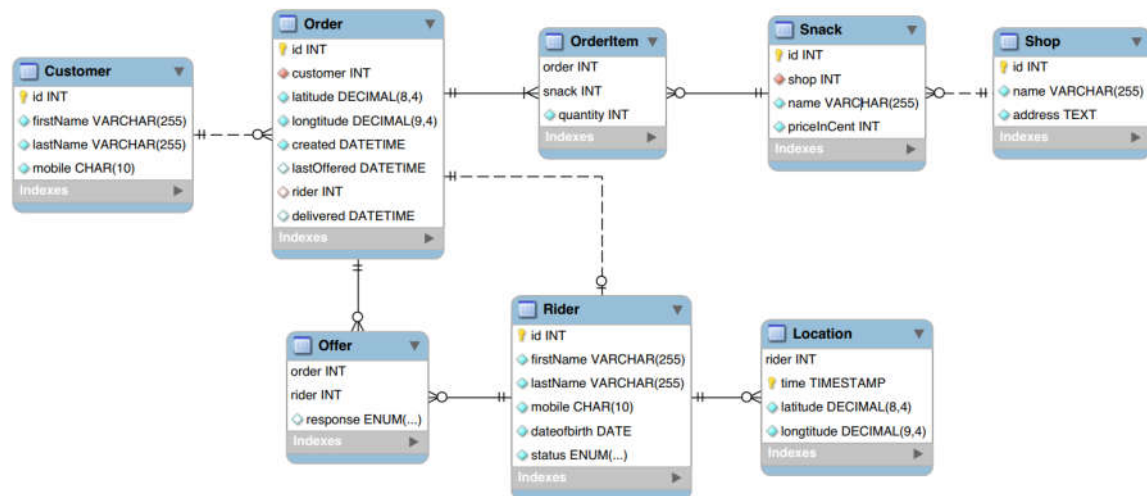 Customer
id INT
firstName VARCHAR(255)
lastName VARCHAR(255)
mobile CHAR(10)
Indexes
Order
id INT
customer INT
latitude DECIMAL(8,4)
longtitude DECIMAL(9,4)
created DATETIME
lastOffered DATETIME
rider INT
delivered DATETIME
Indexes
OrderItem
order INT
snack INT
quantity INT
Indexes
Snack
id INT
shop INT
name VARCHAR(255)
priceInCent INT
Indexes
Shop
id INT
name VARCHAR(255)
address TEXT
Indexes
Offer
order INT
rider INT
response ENUM(...)
Indexes
Rider
id INT
firstName VARCHAR(255)
lastName VARCHAR(255)
mobile CHAR(10)
dateofbirth DATE
status ENUM(...)
Indexes
Location
rider INT
time TIMESTAMP
latitude DECIMAL(8,4)
longtitude DECIMAL(9,4)
Indexes